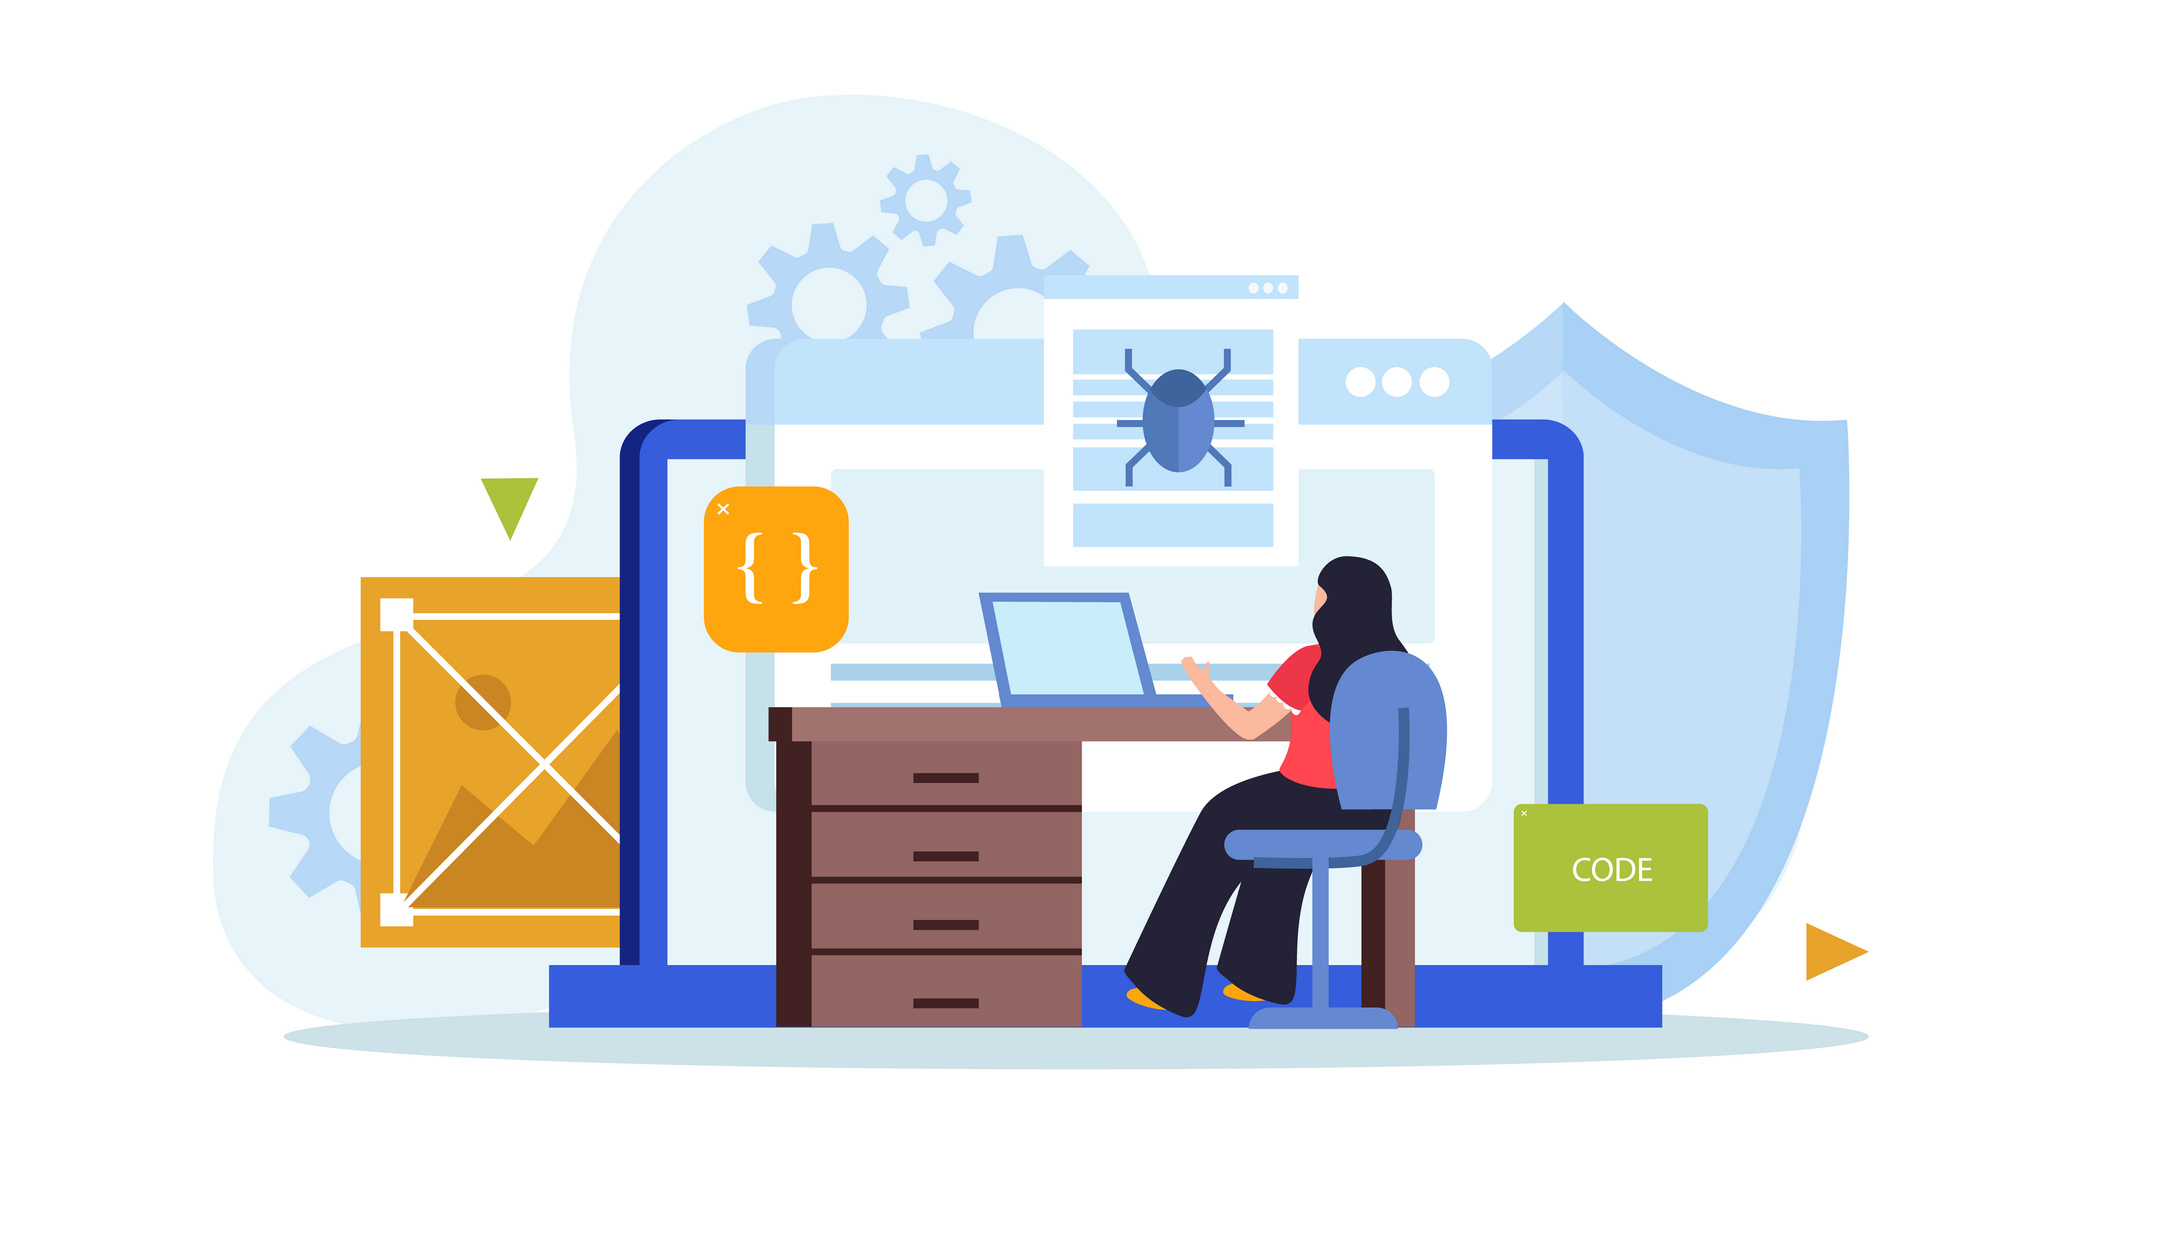 { }
CODE